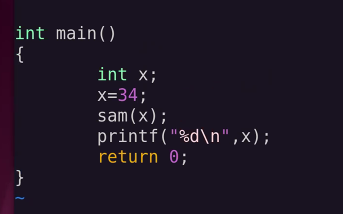 int main()
{
        int x;
        x=34;
        sam(x);
        printf("%d\n",x);
        return 0;
}
~